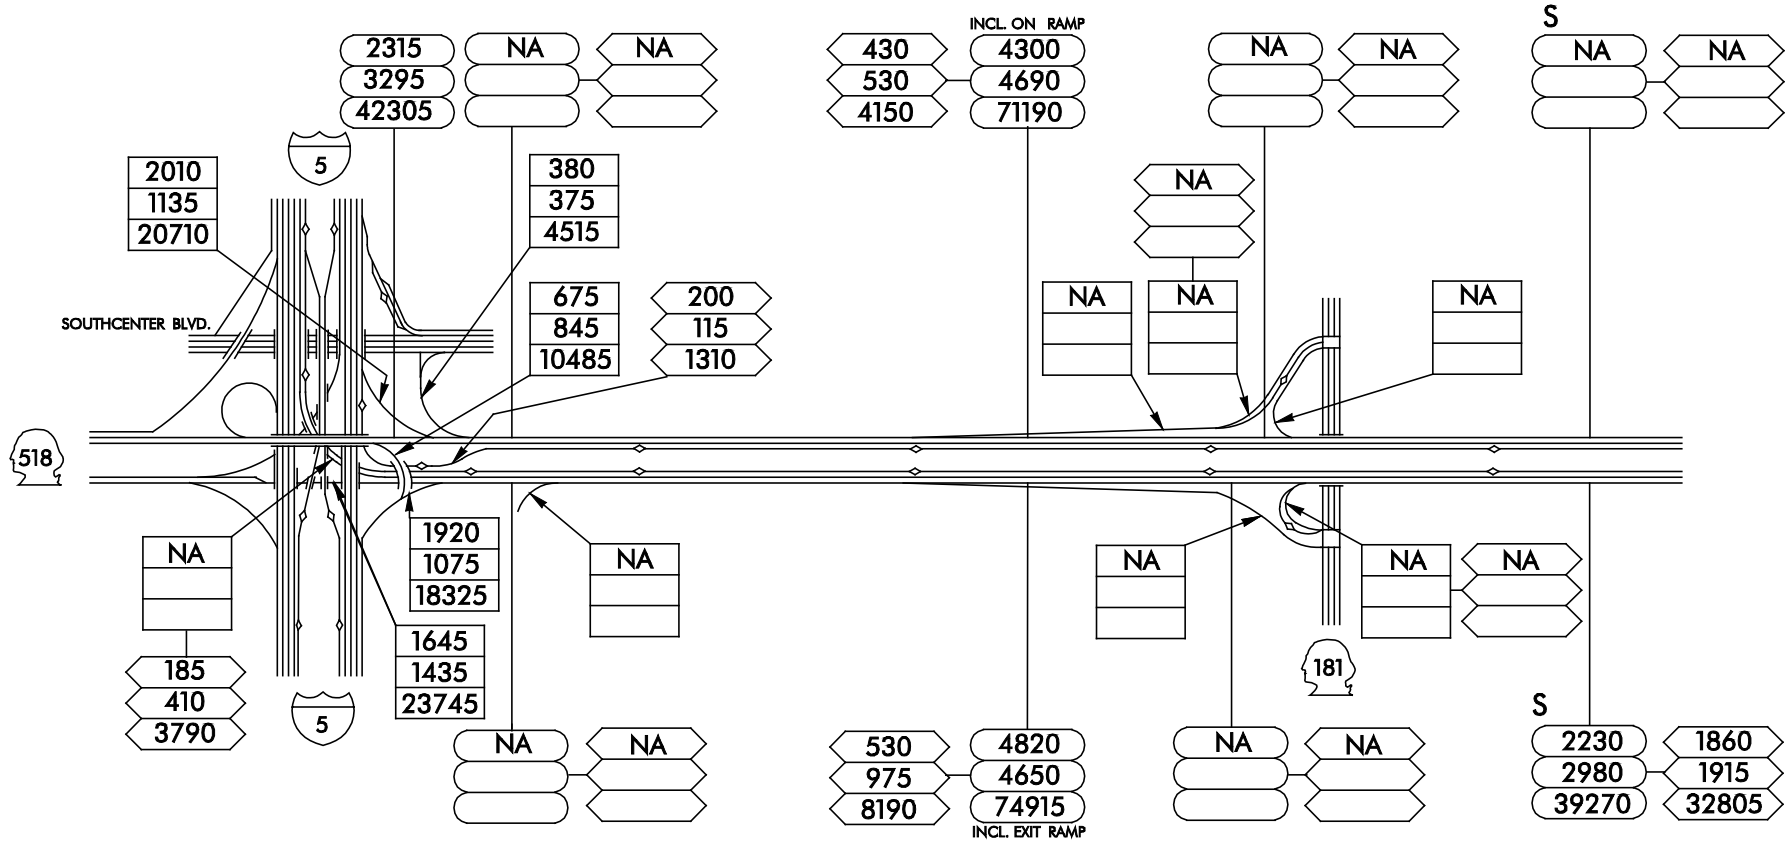 S
INCL. ON RAMP
2315
3295
42305
NA
NA
430
530
4150
4300
4690
71190
NA
NA
NA
NA
5
2010
1135
20710
380
375
4515
NA
675
845
10485
200
115
1310
NA
NA
NA
SOUTHCENTER BLVD.
518
1920
1075
18325
NA
NA
NA
NA
NA
1645
1435
23745
185
410
3790
5
181
S
NA
NA
530
975
8190
4820
4650
74915
INCL. EXIT RAMP
NA
NA
2230
2980
39270
1860
1915
32805